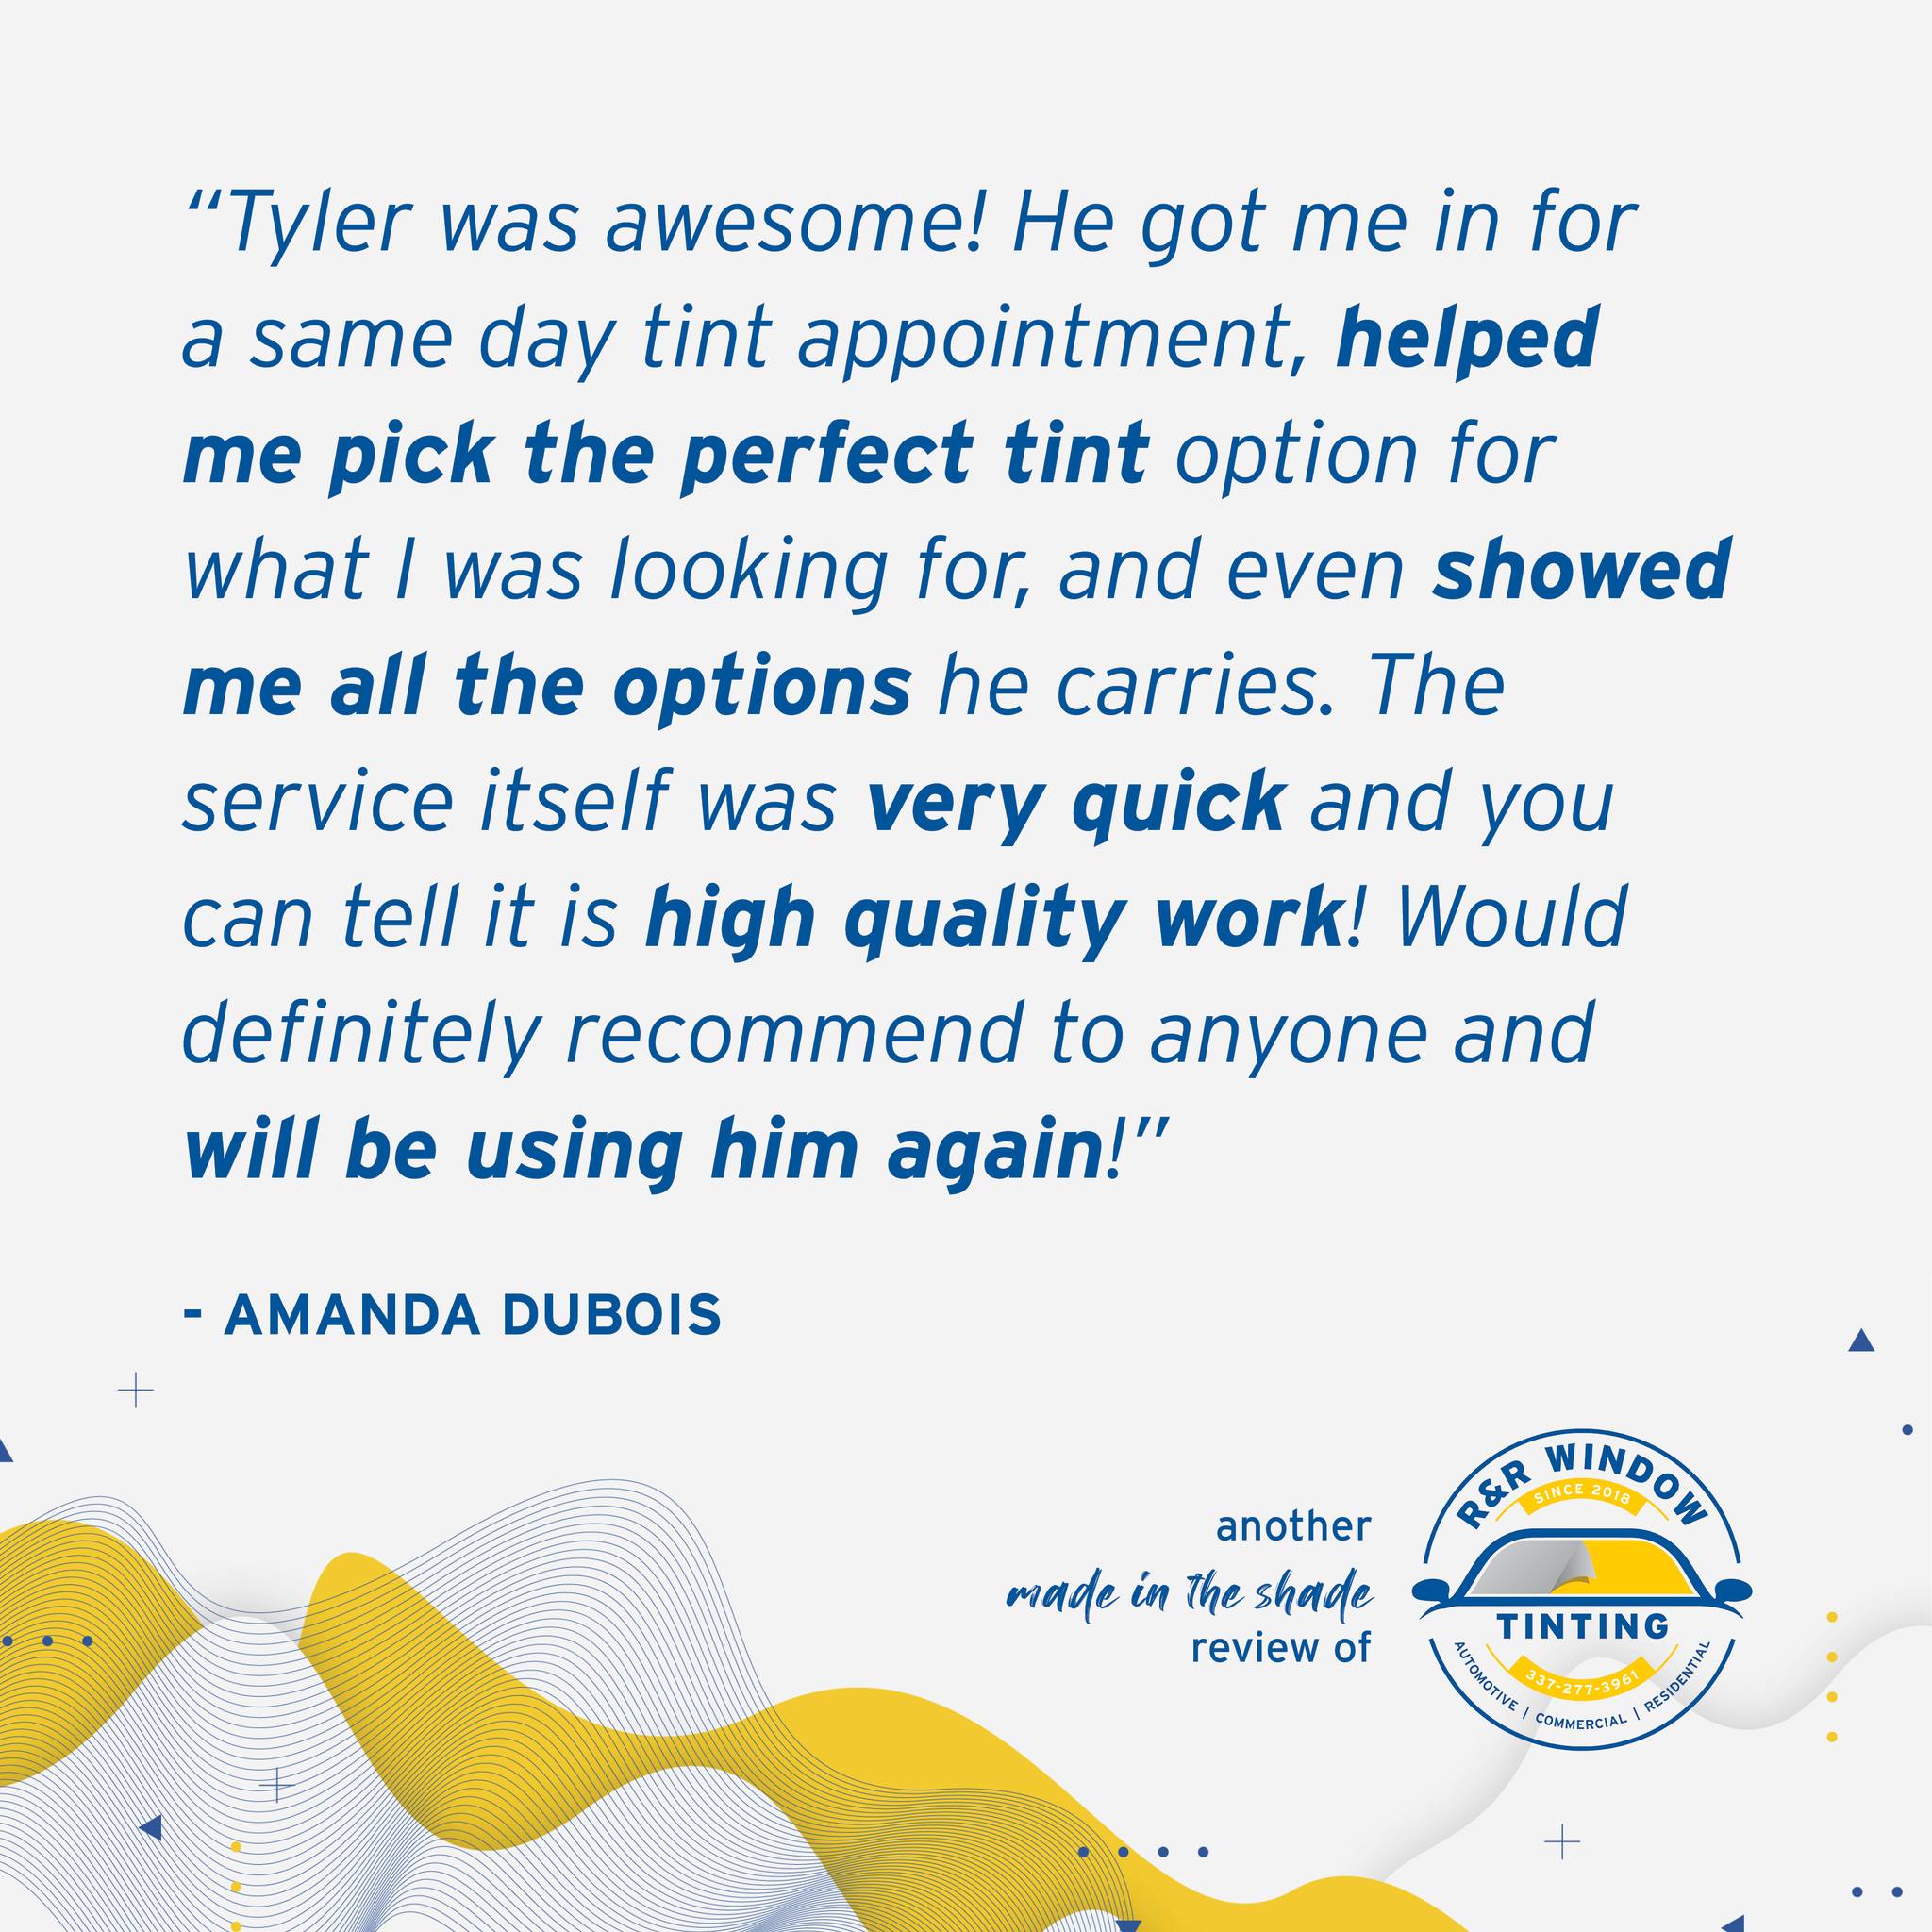 “Tyler was awesome! He got me in for
a same day tint appointment, helped
me pick the perfect tint option for
what I was looking for, and even showed
me all the options he carries. The
service itself was very quick and you
can tell it is high quality work! Would
definitely recommend to anyone and
will be using him again!”
- AMANDA DUBOIS
another
made in the shade
review of
R&R WINDOW
SINCE 2018
TINTING
337-277-3961
AUTOMOTIVE | COMMERCIAL | RESIDENTIAL